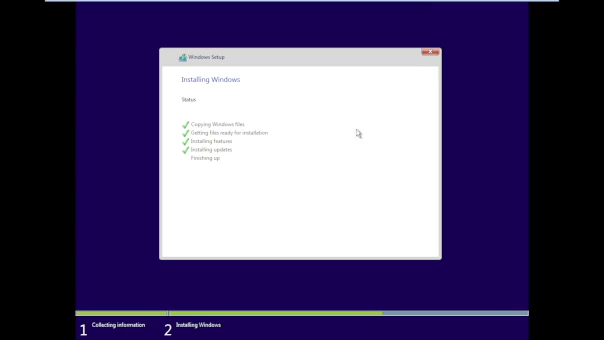 Windows Setup
Installing Windows
Status
Copying Windows files
Getting files ready for installation
Installing features
Installing updates
Finishing up
1 Collecting information
2 Installing Windows